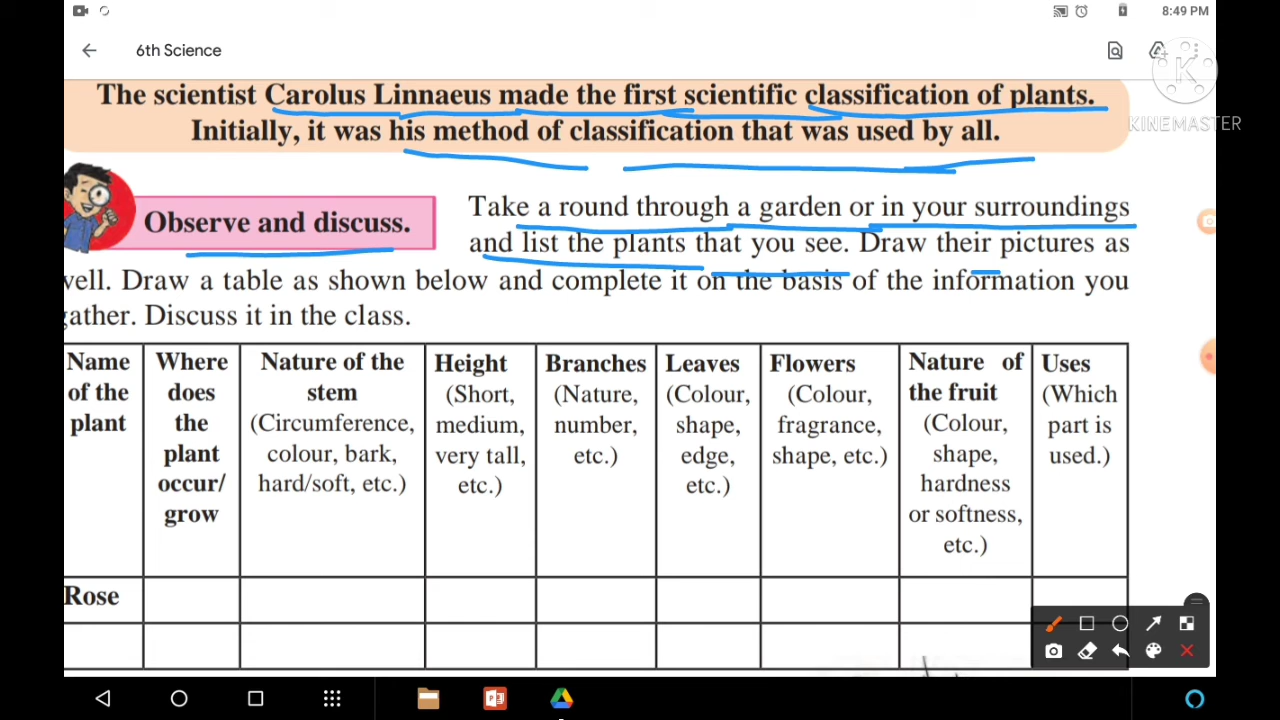 8:49 PM
6th Science
The scientist Carolus Linnaeus made the first scientific classification of plants.
Initially, it was his method of classification that was used by all.
KINEMASTER
Observe and discuss.
Take a round through a garden or in your surroundings
and list the plants that you see. Draw their pictures as
well. Draw a table as shown below and complete it on the basis of the information you
gather. Discuss it in the class.
Name of the plant
Where does the plant occur/ grow
Nature of the stem (Circumference, colour, bark, hard/soft, etc.)
Height (Short, medium, very tall, etc.)
Branches (Nature, number, etc.)
Leaves (Colour, shape, edge, etc.)
Flowers (Colour, fragrance, shape, etc.)
Nature of the fruit (Colour, shape, hardness or softness, etc.)
Uses (Which part is used.)
Rose